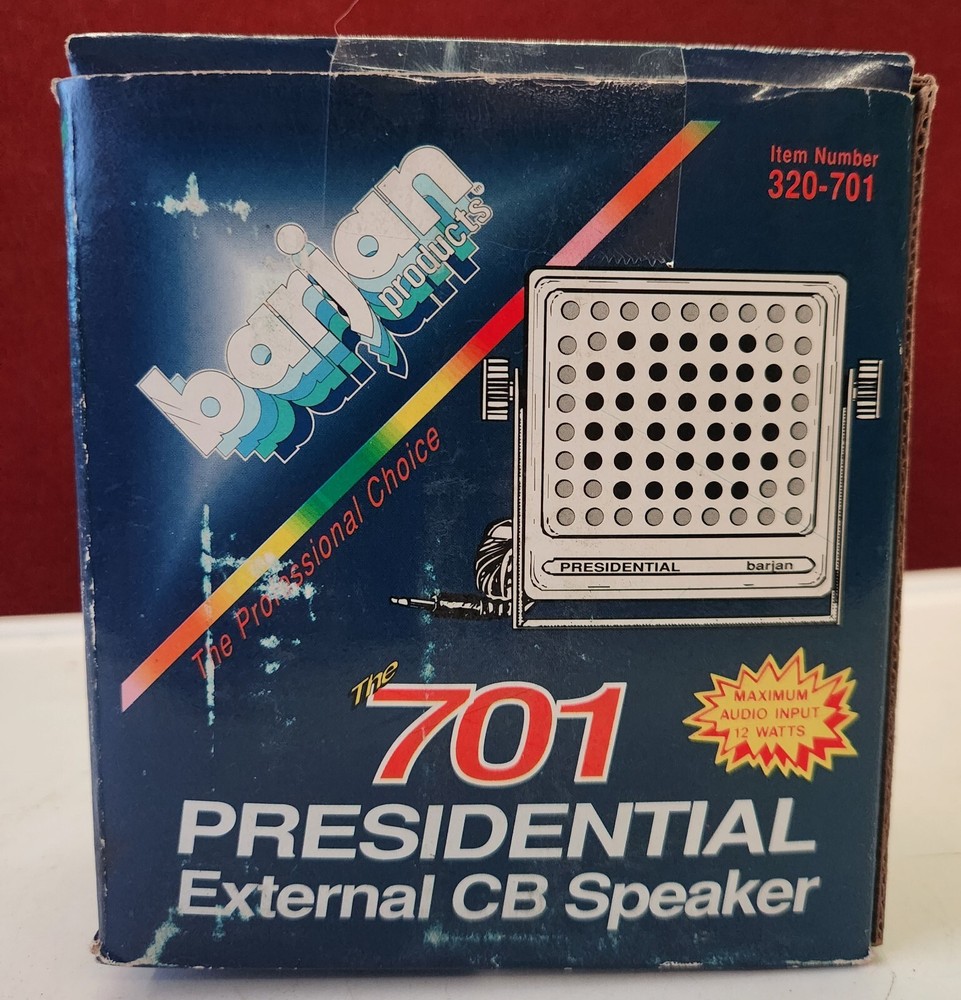 barjan®
products
Item Number
320-701
The Professional Choice
PRESIDENTIAL barjan
The
701
MAXIMUM
AUDIO INPUT
12 WATTS
PRESIDENTIAL
External CB Speaker